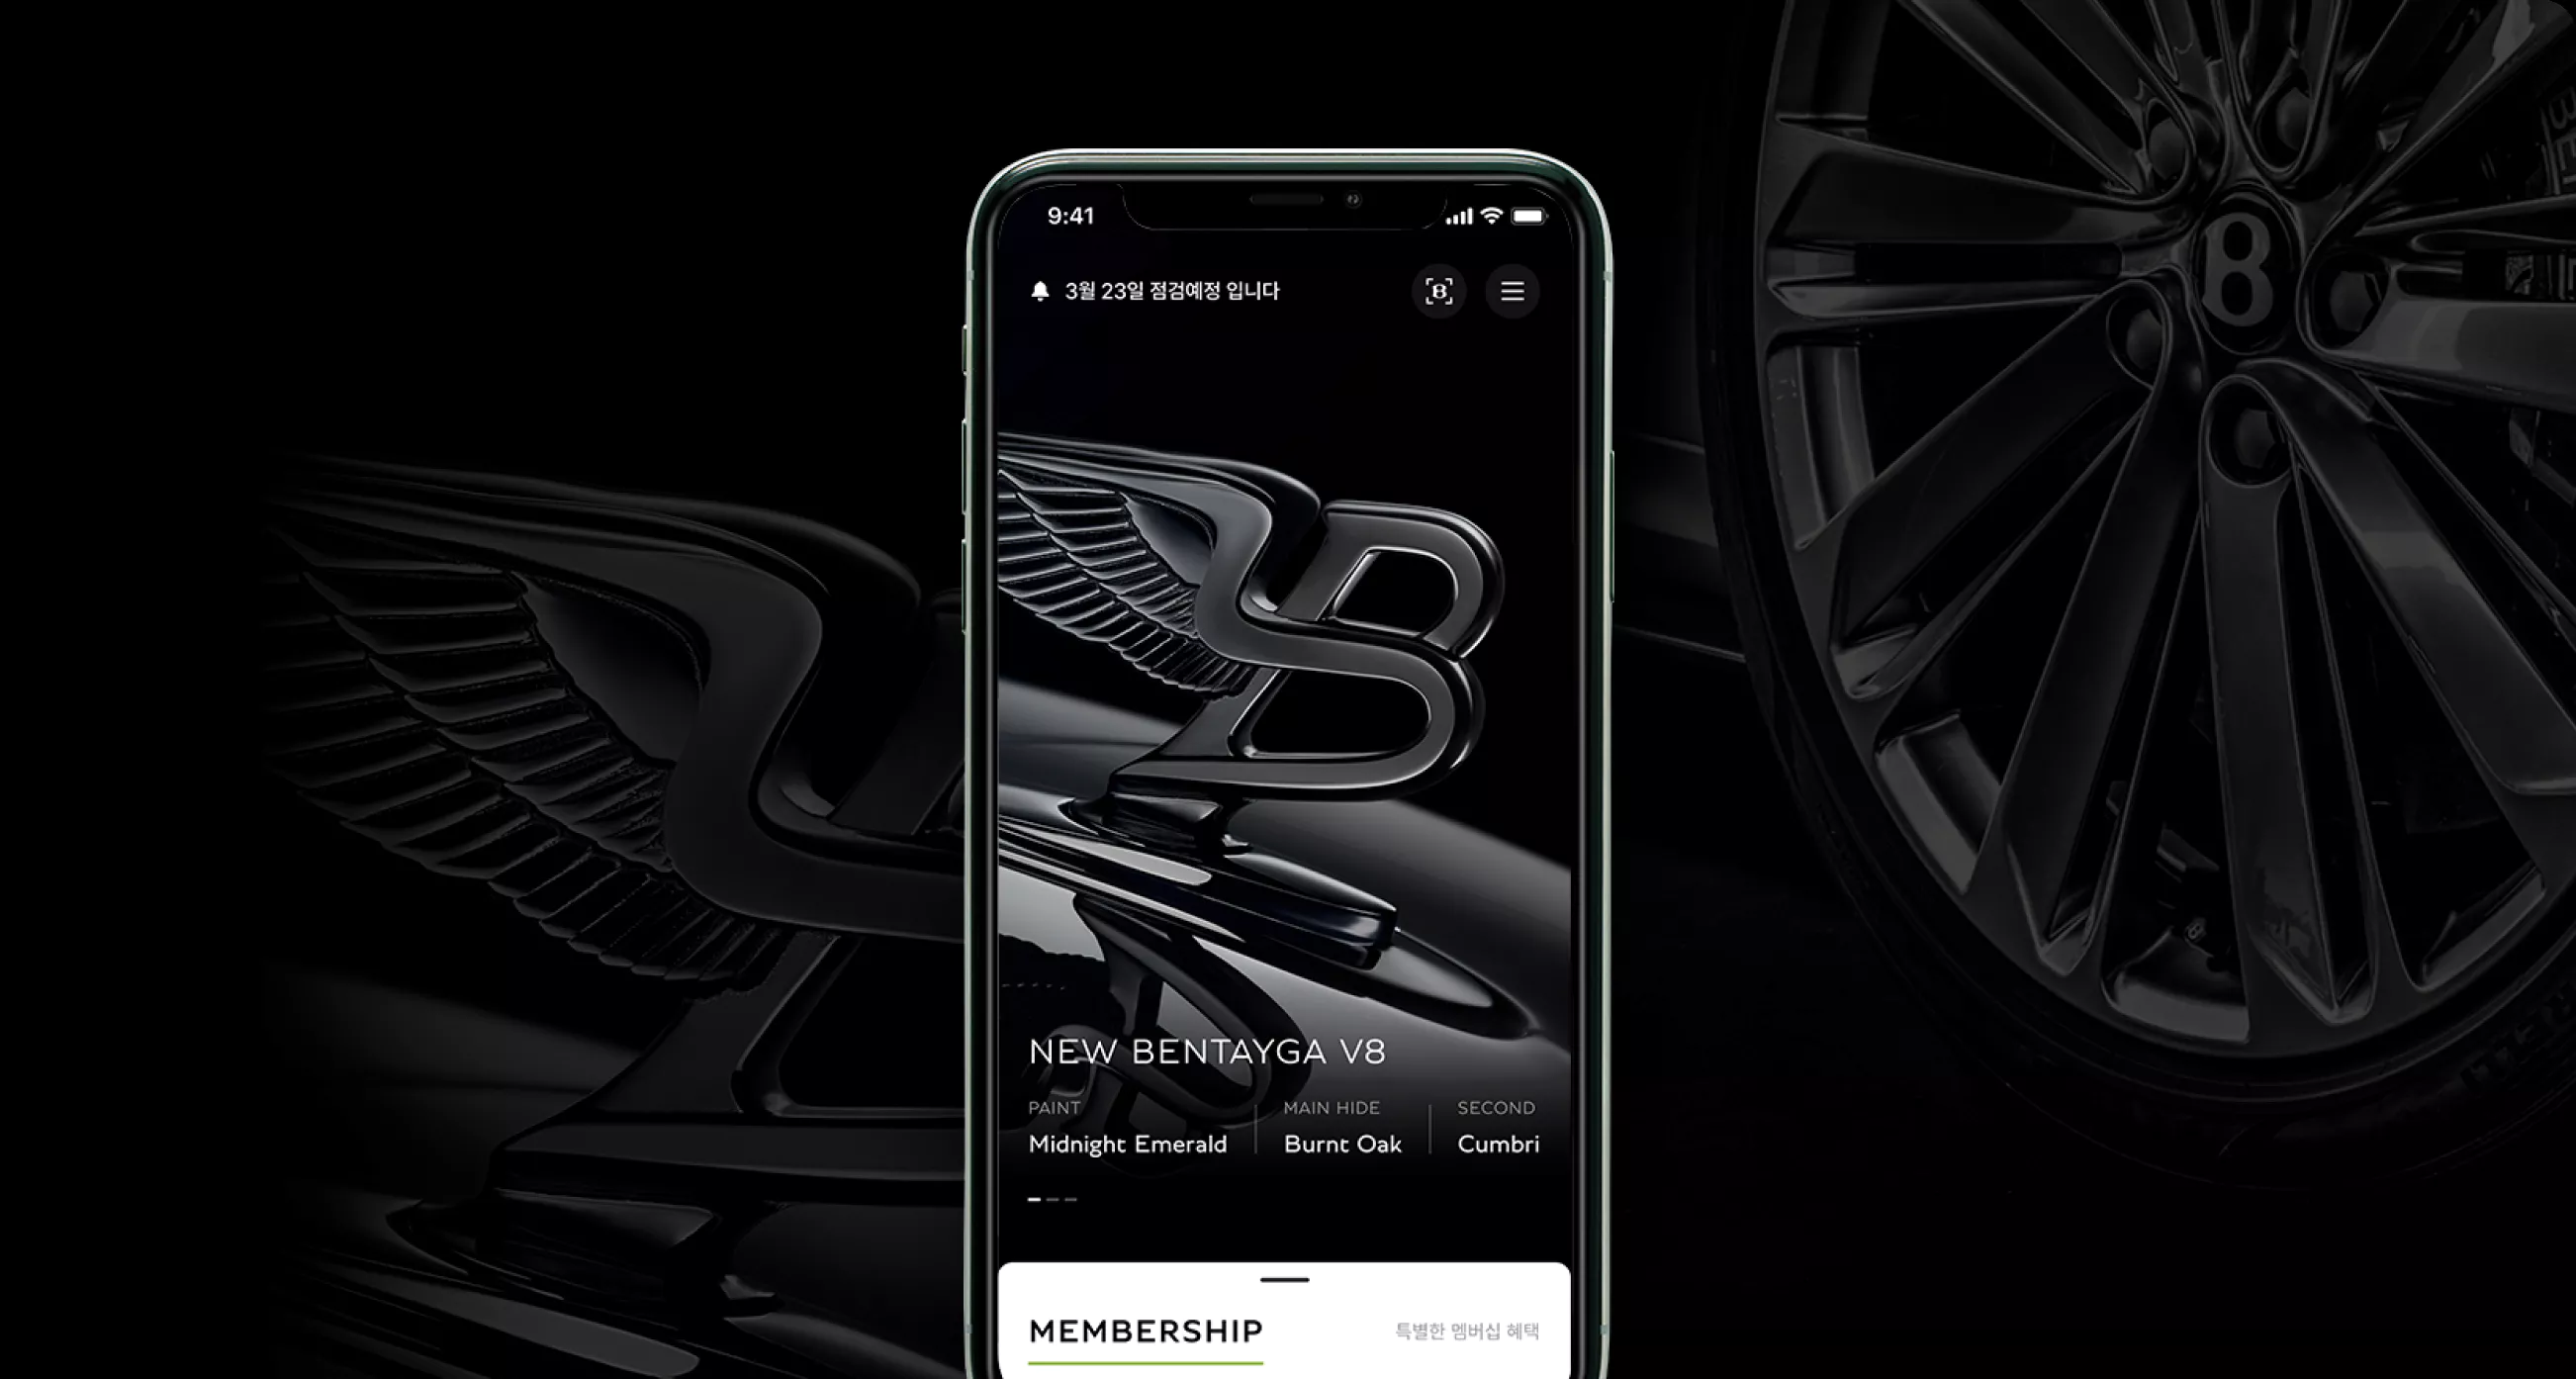 9:41
3월 23일 점검예정 입니다
B
B
NEW BENTAYGA V8
PAINT
MAIN HIDE
SECOND
Midnight Emerald
Burnt Oak
Cumbri
MEMBERSHIP
특별한 멤버십 혜택